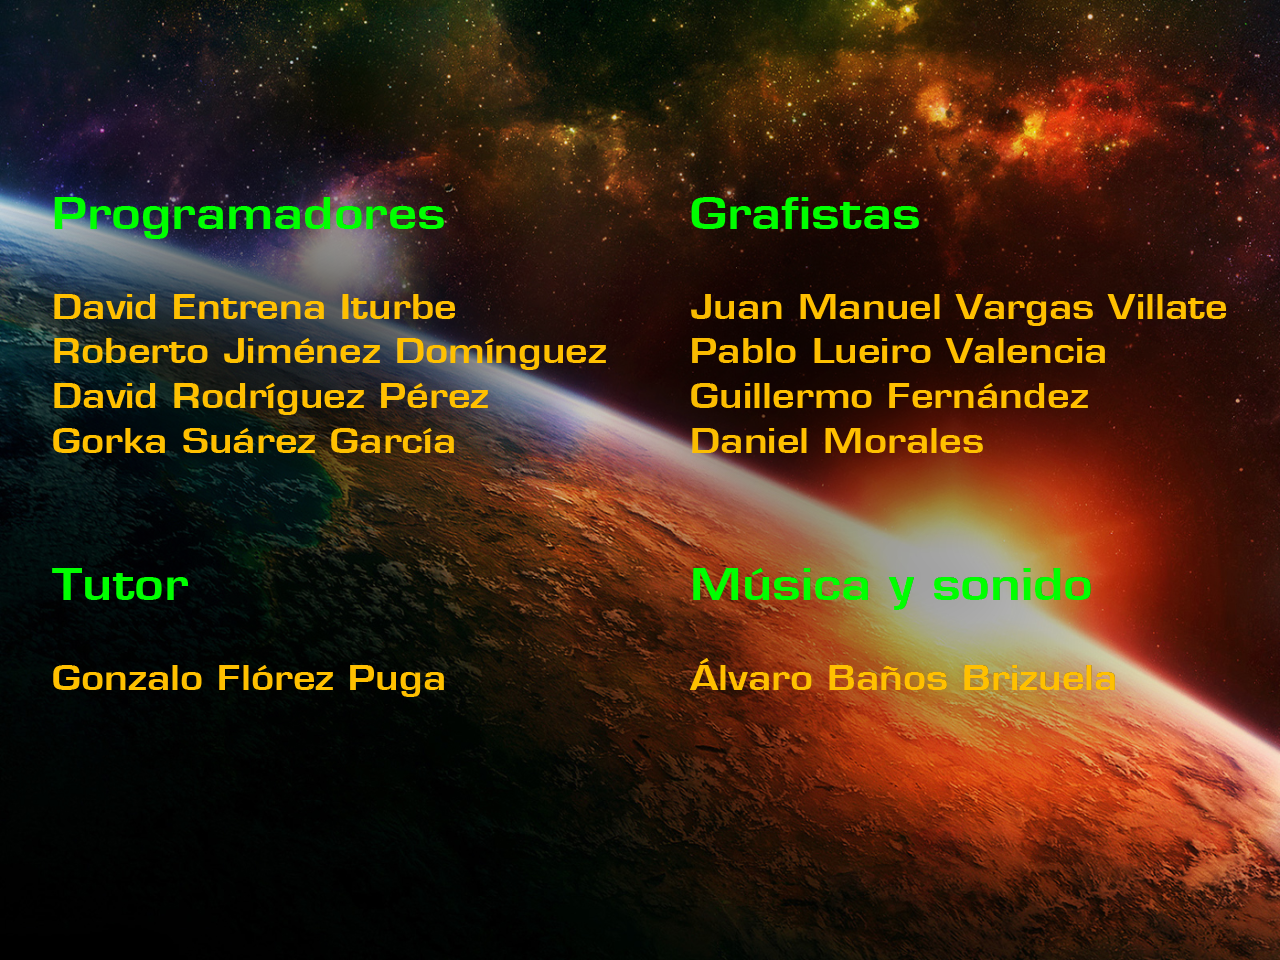 Programadores
David Entrena Iturbe
Roberto Jiménez Domínguez
David Rodríguez Pérez
Gorka Suárez García
Grafistas
Juan Manuel Vargas Villate
Pablo Lueiro Valencia
Guillermo Fernández
Daniel Morales
Tutor
Gonzalo Flórez Puga
Música y sonido
Álvaro Baños Brizuela